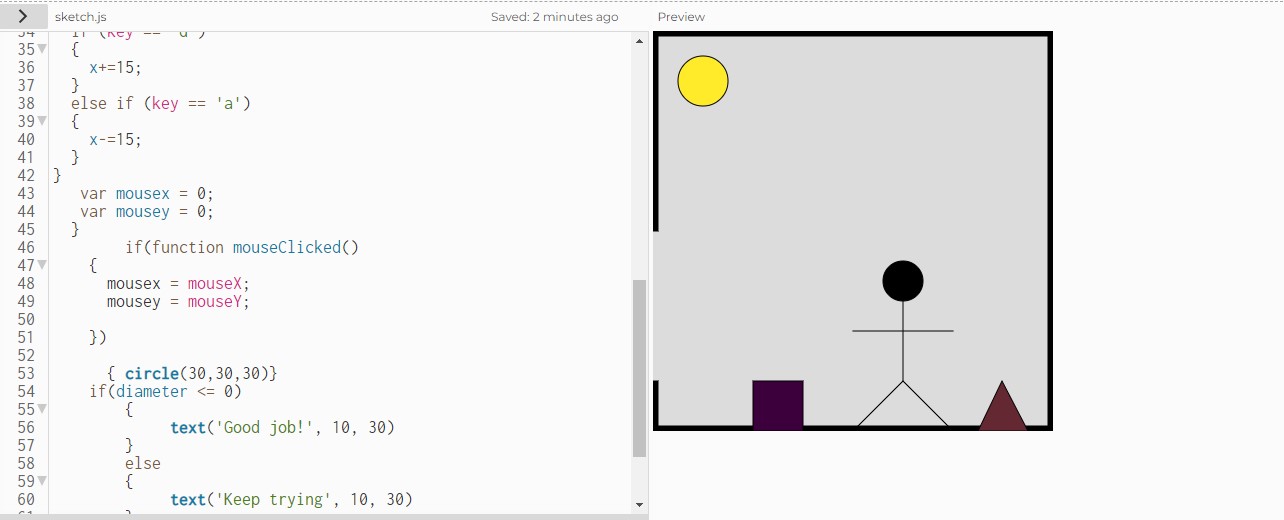 sketch.js Saved: 2 minutes ago Preview
34 if (key == 'd')
35 {
36 x+=15;
37 }
38 else if (key == 'a')
39 {
40 x-=15;
41 }
42 }
43 var mousex = 0;
44 var mousey = 0;
45 }
46 if(function mouseClicked()
47 {
48 mousex = mouseX;
49 mousey = mouseY;
50
51 })
52
53 { circle(30,30,30)}
54 if(diameter <= 0)
55 {
56 text('Good job!', 10, 30)
57 }
58 else
59 {
60 text('Keep trying', 10, 30)